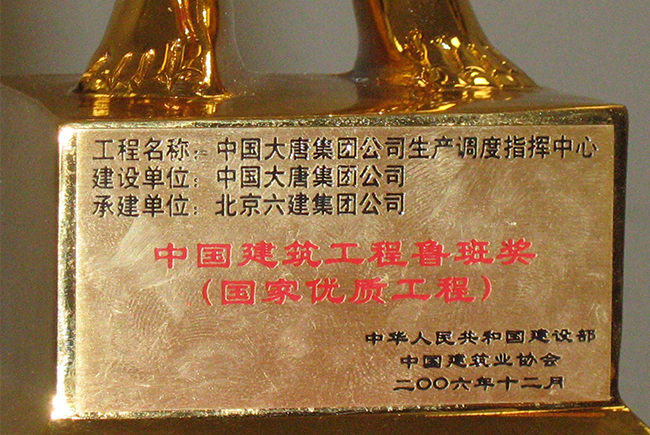 工程名称：中国大唐集团公司生产调度指挥中心
建设单位：中国大唐集团公司
承建单位：北京六建集团公司
中国建筑工程鲁班奖
（国家优质工程）
中华人民共和国建设部
中国建筑业协会
二〇〇六年十二月